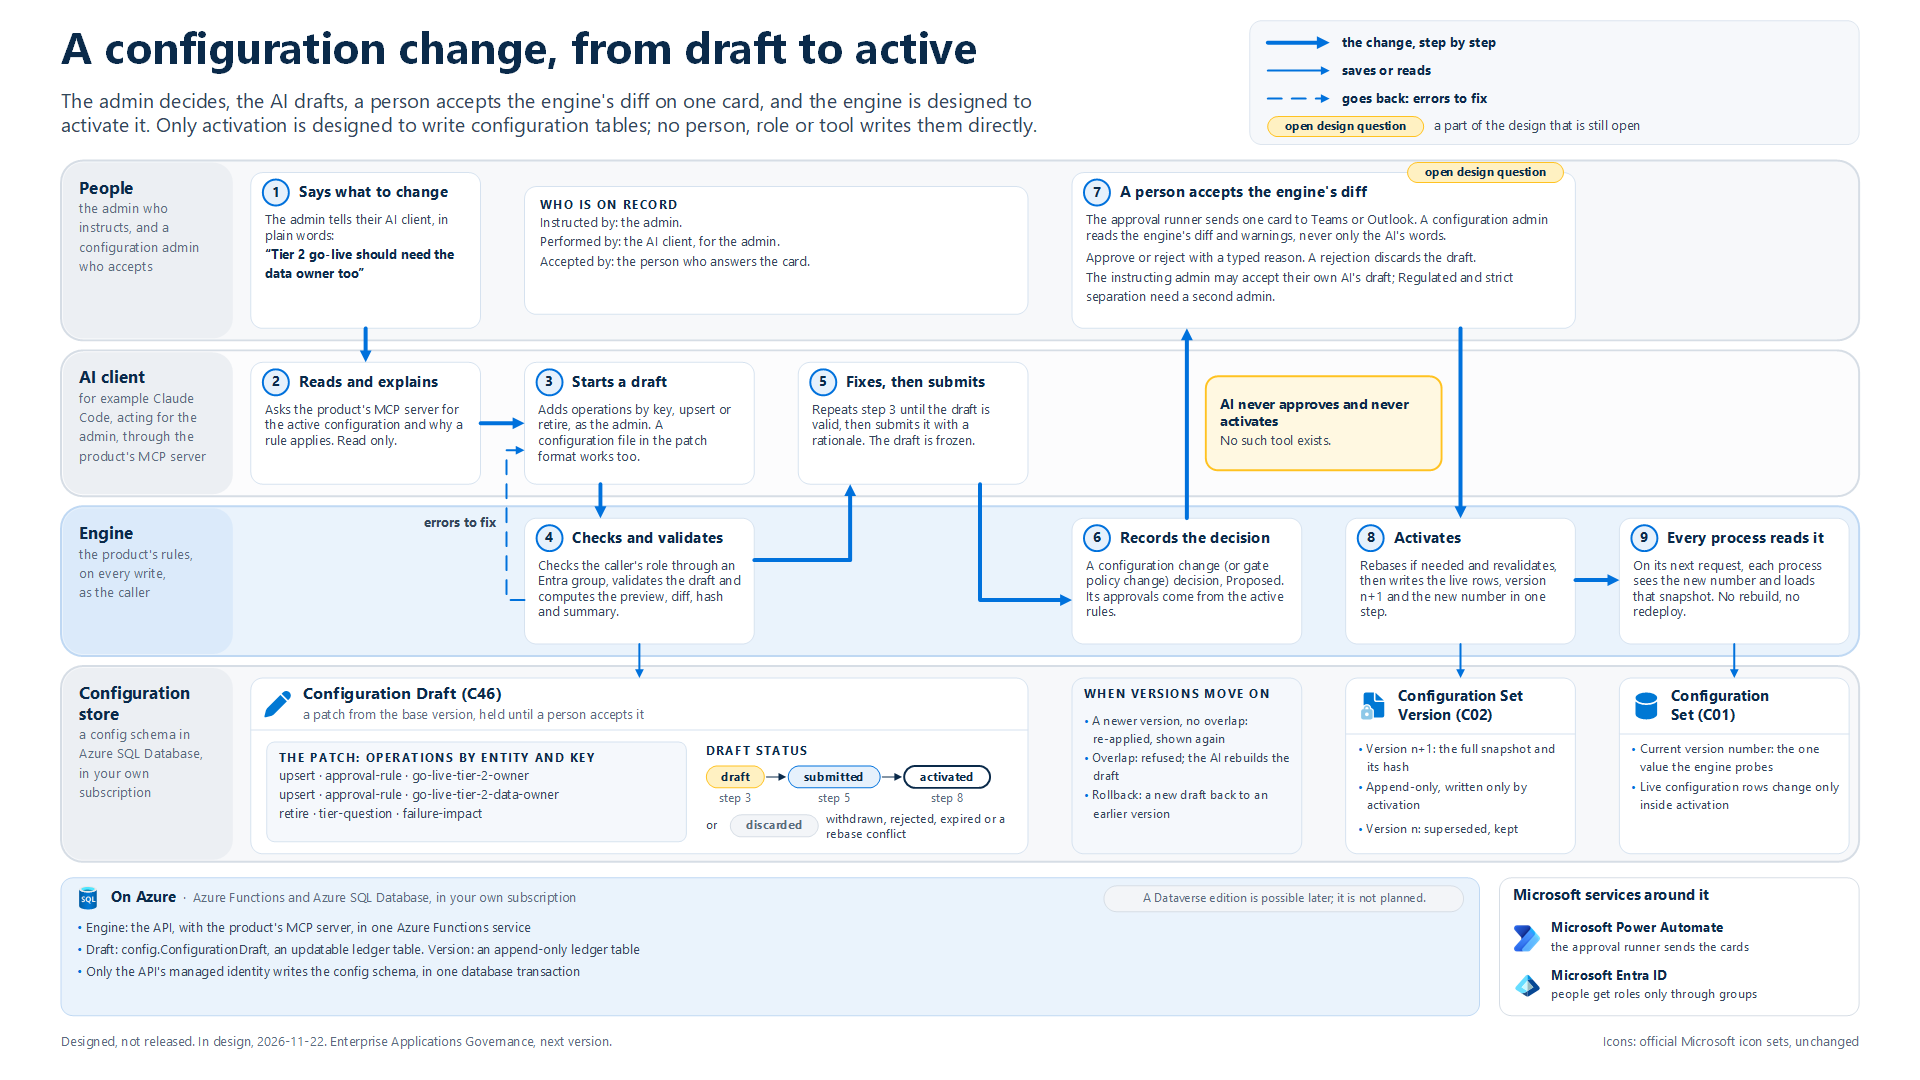 A configuration change, from draft to active
The admin decides, the AI drafts, a person accepts the engine's diff on one card, and the engine is designed to
activate it. Only activation is designed to write configuration tables; no person, role or tool writes them directly.
the change, step by step
saves or reads
goes back: errors to fix
open design question
a part of the design that is still open
People
the admin who
instructs, and a
configuration admin
who accepts
1 Says what to change
The admin tells their AI client, in
plain words:
“Tier 2 go-live should need the
data owner too”
WHO IS ON RECORD
Instructed by: the admin.
Performed by: the AI client, for the admin.
Accepted by: the person who answers the card.
open design question
7 A person accepts the engine's diff
The approval runner sends one card to Teams or Outlook. A configuration admin
reads the engine's diff and warnings, never only the AI's words.
Approve or reject with a typed reason. A rejection discards the draft.
The instructing admin may accept their own AI's draft; Regulated and strict
separation need a second admin.
AI client
for example Claude
Code, acting for the
admin, through the
product's MCP server
2 Reads and explains
Asks the product's MCP server for
the active configuration and why a
rule applies. Read only.
3 Starts a draft
Adds operations by key, upsert or
retire, as the admin. A
configuration file in the patch
format works too.
5 Fixes, then submits
Repeats step 3 until the draft is
valid, then submits it with a
rationale. The draft is frozen.
AI never approves and never
activates
No such tool exists.
Engine
the product's rules,
on every write,
as the caller
errors to fix
4 Checks and validates
Checks the caller's role through an
Entra group, validates the draft and
computes the preview, diff, hash
and summary.
6 Records the decision
A configuration change (or gate
policy change) decision, Proposed.
Its approvals come from the active
rules.
8 Activates
Rebases if needed and revalidates,
then writes the live rows, version
n+1 and the new number in one
step.
9 Every process reads it
On its next request, each process
sees the new number and loads
that snapshot. No rebuild, no
redeploy.
Configuration
store
a config schema in
Azure SQL Database,
in your own
subscription
Configuration Draft (C46)
a patch from the base version, held until a person accepts it
THE PATCH: OPERATIONS BY ENTITY AND KEY
upsert · approval-rule · go-live-tier-2-owner
upsert · approval-rule · go-live-tier-2-data-owner
retire · tier-question · failure-impact
DRAFT STATUS
draft
submitted
activated
step 3
step 5
step 8
or
discarded
withdrawn, rejected, expired or a
rebase conflict
WHEN VERSIONS MOVE ON
• A newer version, no overlap:
re-applied, shown again
• Overlap: refused; the AI rebuilds the
draft
• Rollback: a new draft back to an
earlier version
Configuration Set
Version (C02)
• Version n+1: the full snapshot and
its hash
• Append-only, written only by
activation
• Version n: superseded, kept
Configuration
Set (C01)
• Current version number: the one
value the engine probes
• Live configuration rows change only
inside activation
SQL
On Azure · Azure Functions and Azure SQL Database, in your own subscription
A Dataverse edition is possible later; it is not planned.
• Engine: the API, with the product's MCP server, in one Azure Functions service
• Draft: config.ConfigurationDraft, an updatable ledger table. Version: an append-only ledger table
• Only the API's managed identity writes the config schema, in one database transaction
Microsoft services around it
Microsoft Power Automate
the approval runner sends the cards
Microsoft Entra ID
people get roles only through groups
Designed, not released. In design, 2026-11-22. Enterprise Applications Governance, next version.
Icons: official Microsoft icon sets, unchanged